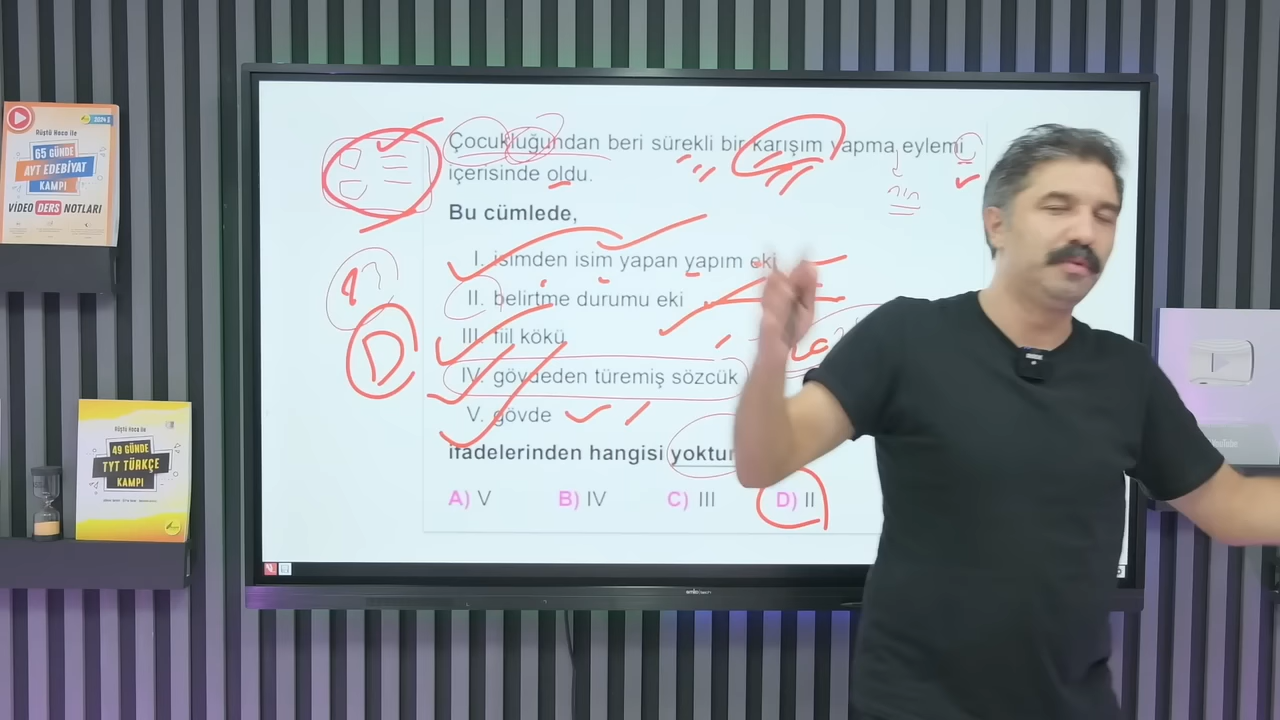 Rüştü Hoca ile
65 GÜNDE
AYT EDEBİYAT
KAMPI
VİDEO DERS NOTLARI
Rüştü Hoca ile
49 GÜNDE
TYT TÜRKÇE
KAMPI
Çocukluğundan beri sürekli bir karışım yapma eylemi
içerisinde oldu.
Bu cümlede,
I. isimden isim yapan yapım eki
II. belirtme durumu eki
III. fiil kökü
IV. gövdeden türemiş sözcük
V. gövde
ifadelerinden hangisi yoktur
A) V B) IV C) III D) II
D
nın
YouTube